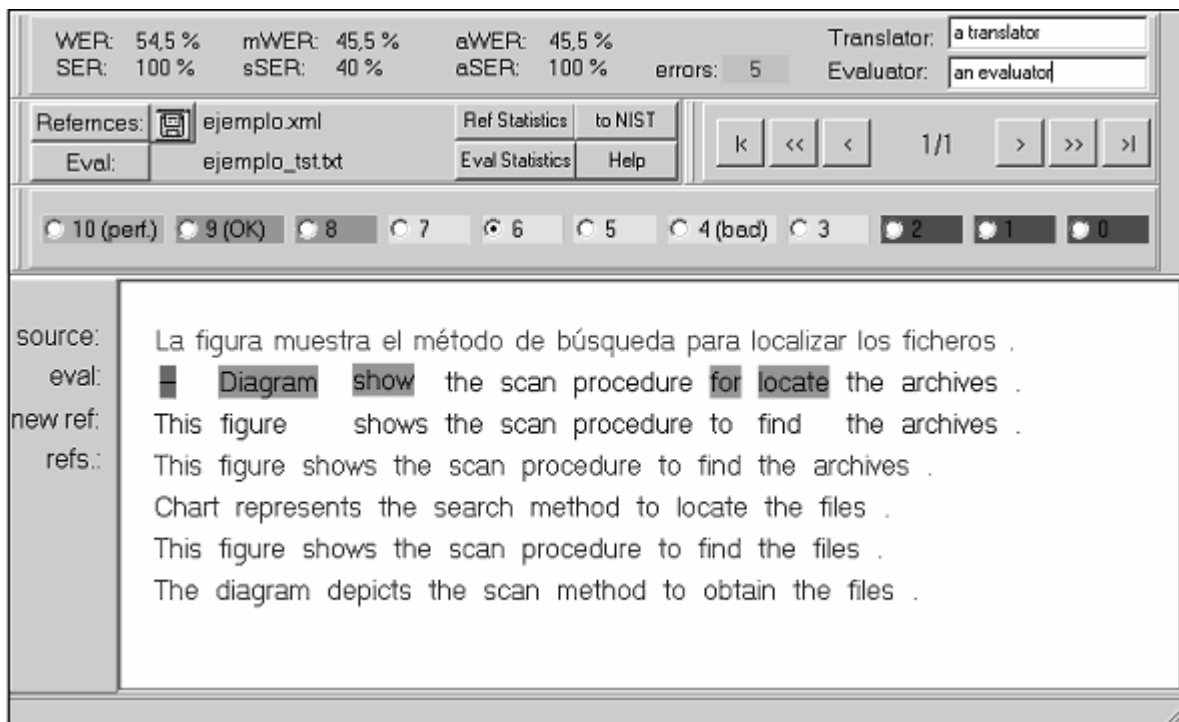 WER: 54,5 % mWER: 45,5 % aWER: 45,5 % Translator: a translator
SER: 100 % sSER: 40 % aSER: 100 % errors: 5 Evaluator: an evaluator
Refernces: ejemplo.xml Ref Statistics to NIST
Eval: ejemplo_tst.txt Eval Statistics Help
|< << < 1/1 > >> >|
10 (perf.) 9 (OK) 8 7 6 5 4 (bad) 3 2 1 0
source: La figura muestra el método de búsqueda para localizar los ficheros .
eval: – Diagram show the scan procedure for locate the archives .
new ref: This figure shows the scan procedure to find the archives .
refs.: This figure shows the scan procedure to find the archives .
Chart represents the search method to locate the files .
This figure shows the scan procedure to find the files .
The diagram depicts the scan method to obtain the files .